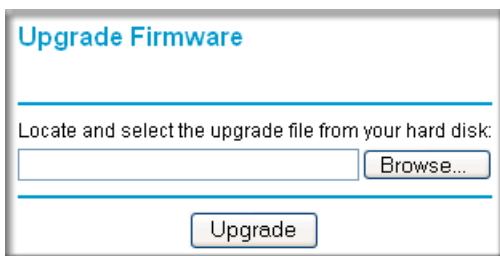 Upgrade Firmware
Locate and select the upgrade file from your hard disk:
Browse...
Upgrade